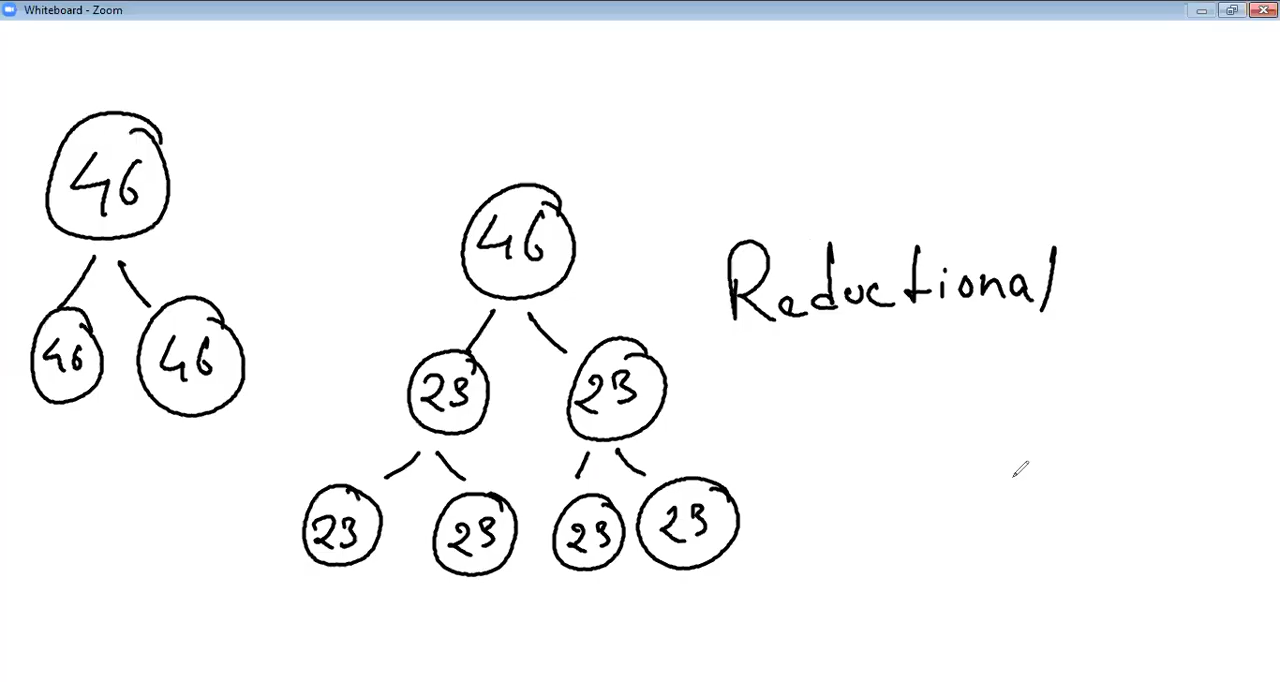 Whiteboard - Zoom
46
46 46
46
Reductional
23 23
23 23 23 23